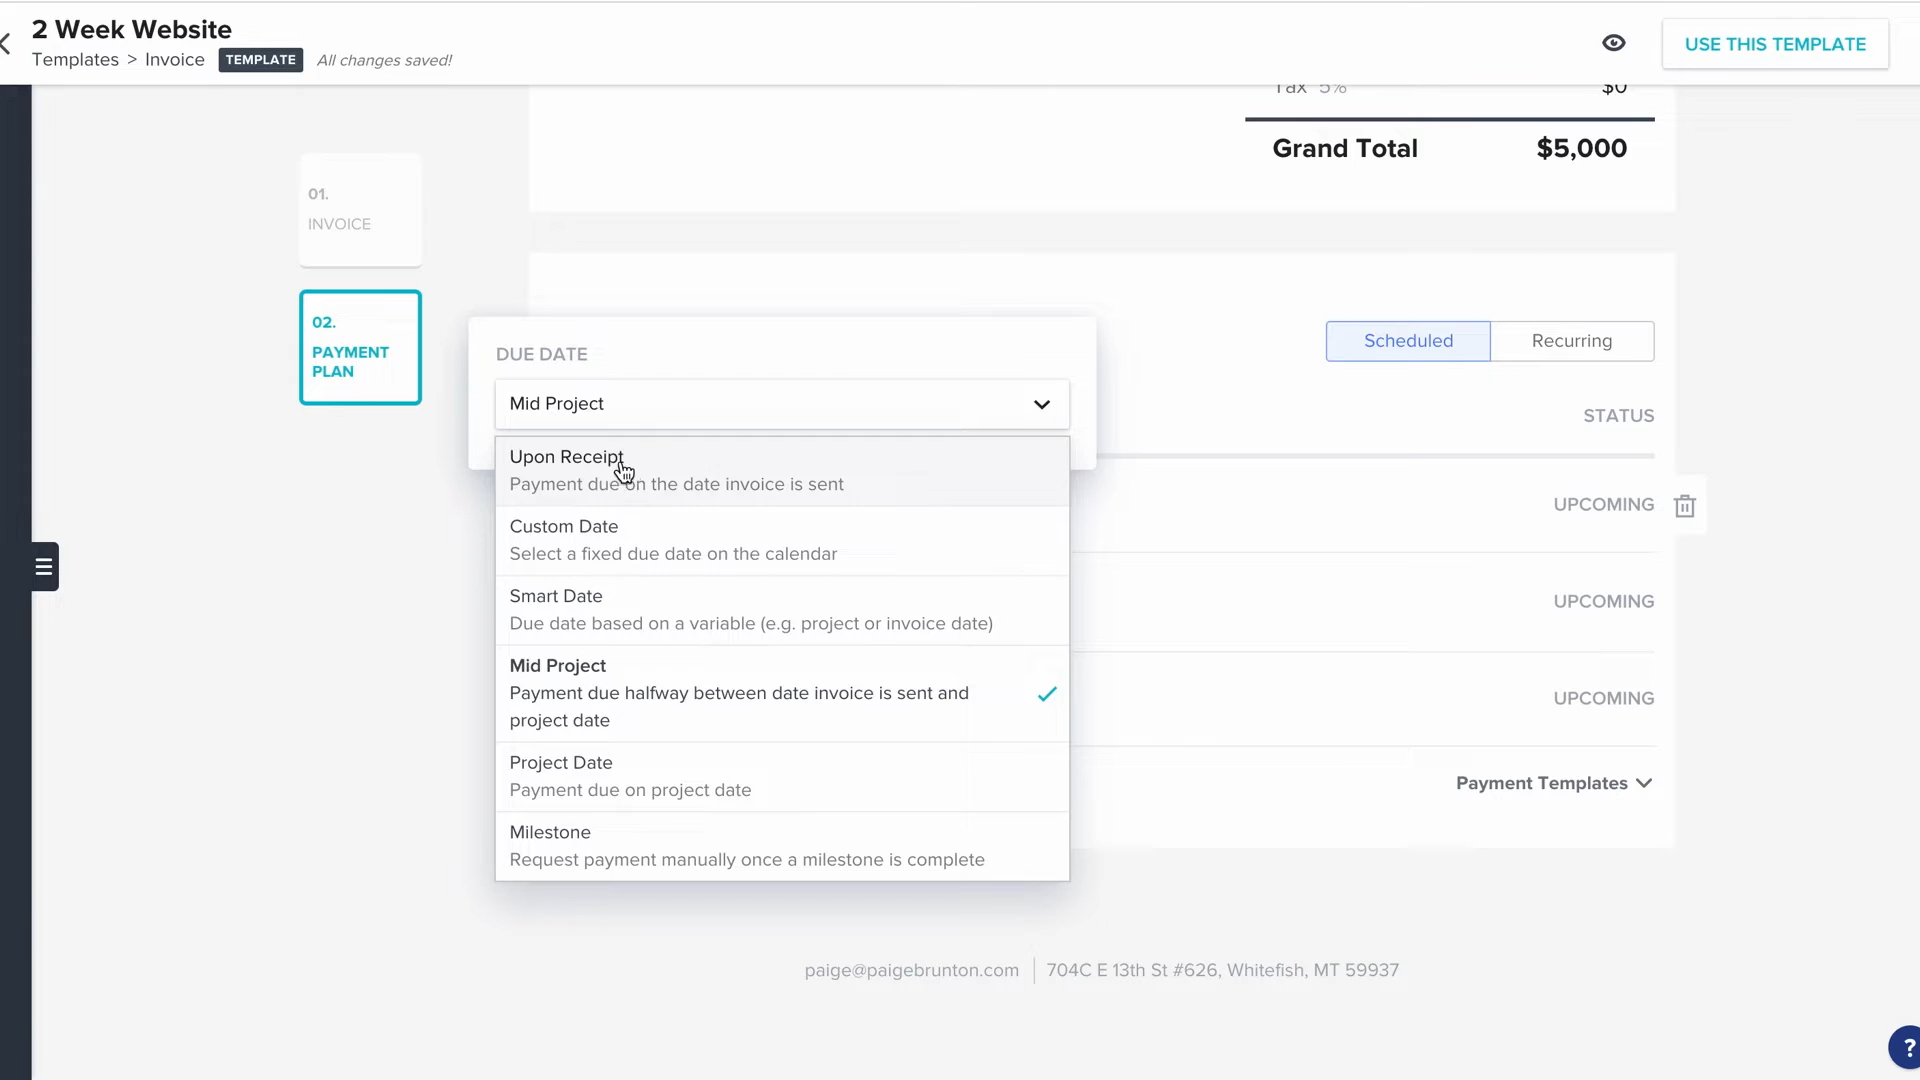 2 Week Website
Templates > Invoice TEMPLATE All changes saved!
USE THIS TEMPLATE
Tax 5% $0
Grand Total $5,000
01.
INVOICE
02.
PAYMENT
PLAN
DUE DATE
Scheduled Recurring
Mid Project
STATUS
Upon Receipt
Payment due on the date invoice is sent
UPCOMING
Custom Date
Select a fixed due date on the calendar
Smart Date
Due date based on a variable (e.g. project or invoice date)
UPCOMING
Mid Project
Payment due halfway between date invoice is sent and
project date
UPCOMING
Project Date
Payment due on project date
Payment Templates
Milestone
Request payment manually once a milestone is complete
paige@paigebrunton.com 704C E 13th St #626, Whitefish, MT 59937
?